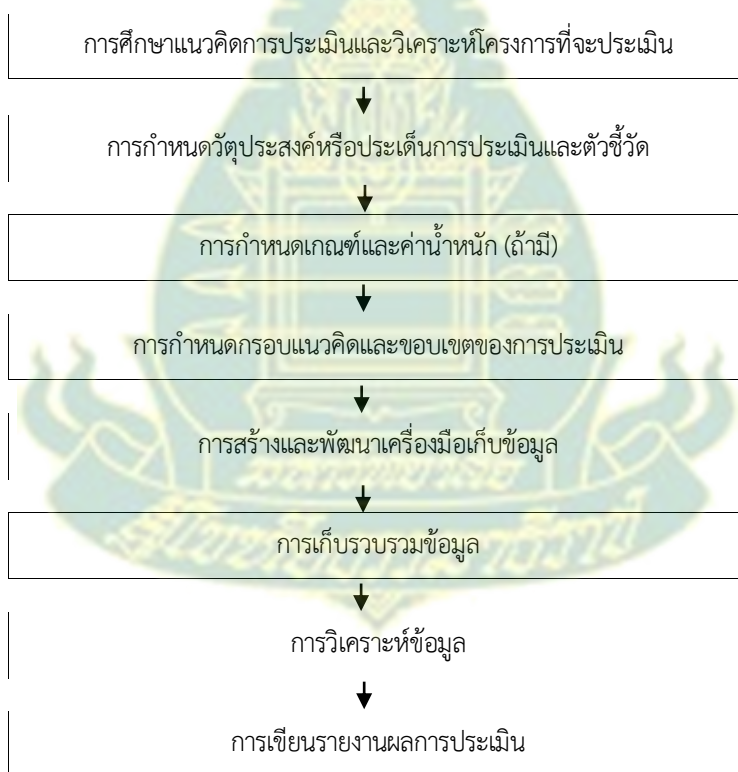 การศึกษาแนวคิดการประเมินและวิเคราะห์โครงการที่จะประเมิน
การกำหนดวัตุประสงค์หรือประเด็นการประเมินและตัวชี้วัด
การกำหนดเกณฑ์และค่าน้ำหนัก (ถ้ามี)
การกำหนดกรอบแนวคิดและขอบเขตของการประเมิน
การสร้างและพัฒนาเครื่องมือเก็บข้อมูล
การเก็บรวบรวมข้อมูล
การวิเคราะห์ข้อมูล
การเขียนรายงานผลการประเมิน